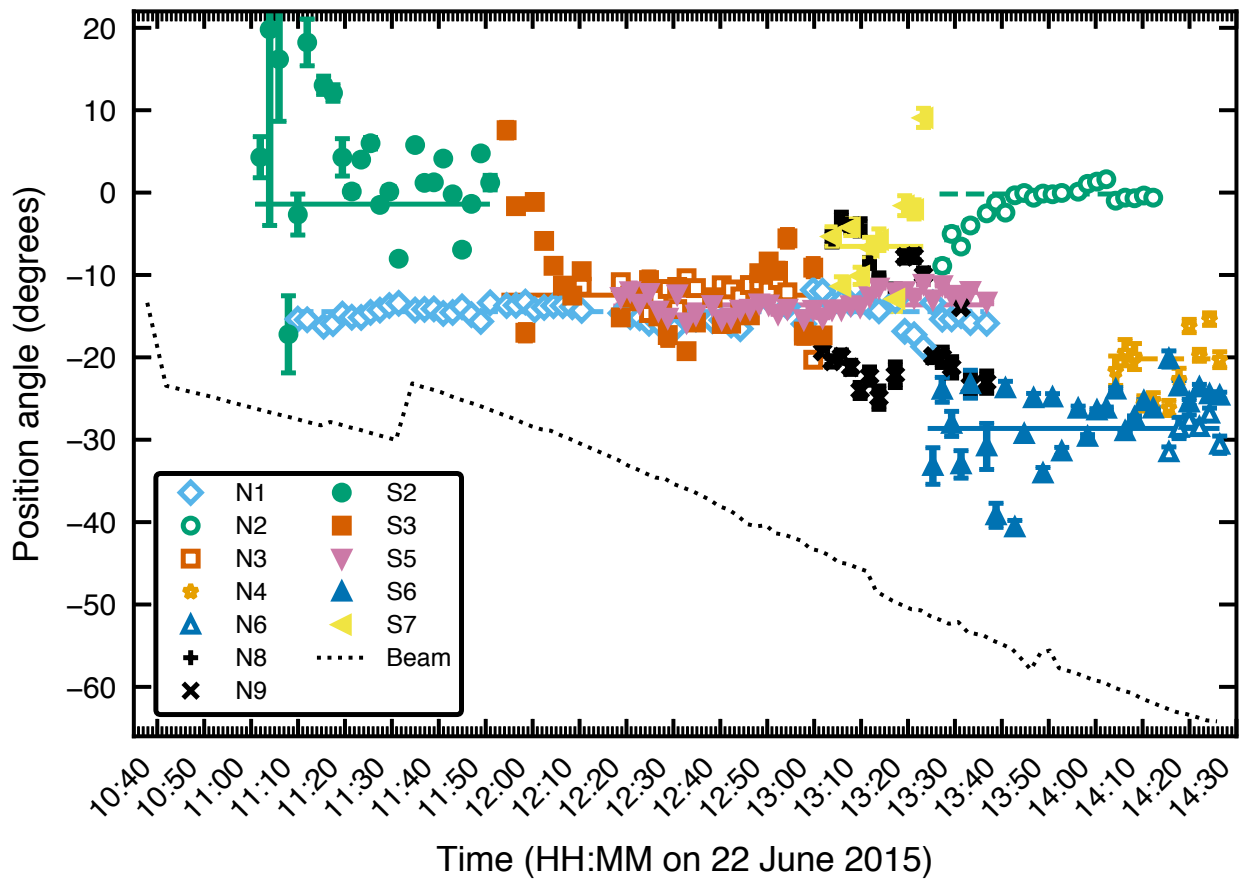 20
10
0
−10
−20
−30
−40
−50
−60
Position angle (degrees)
N1 S2
N2 S3
N3 S5
N4 S6
N6 S7
N8 Beam
N9
10:40 10:50 11:00 11:10 11:20 11:30 11:40 11:50 12:00 12:10 12:20 12:30 12:40 12:50 13:00 13:10 13:20 13:30 13:40 13:50 14:00 14:10 14:20 14:30
Time (HH:MM on 22 June 2015)